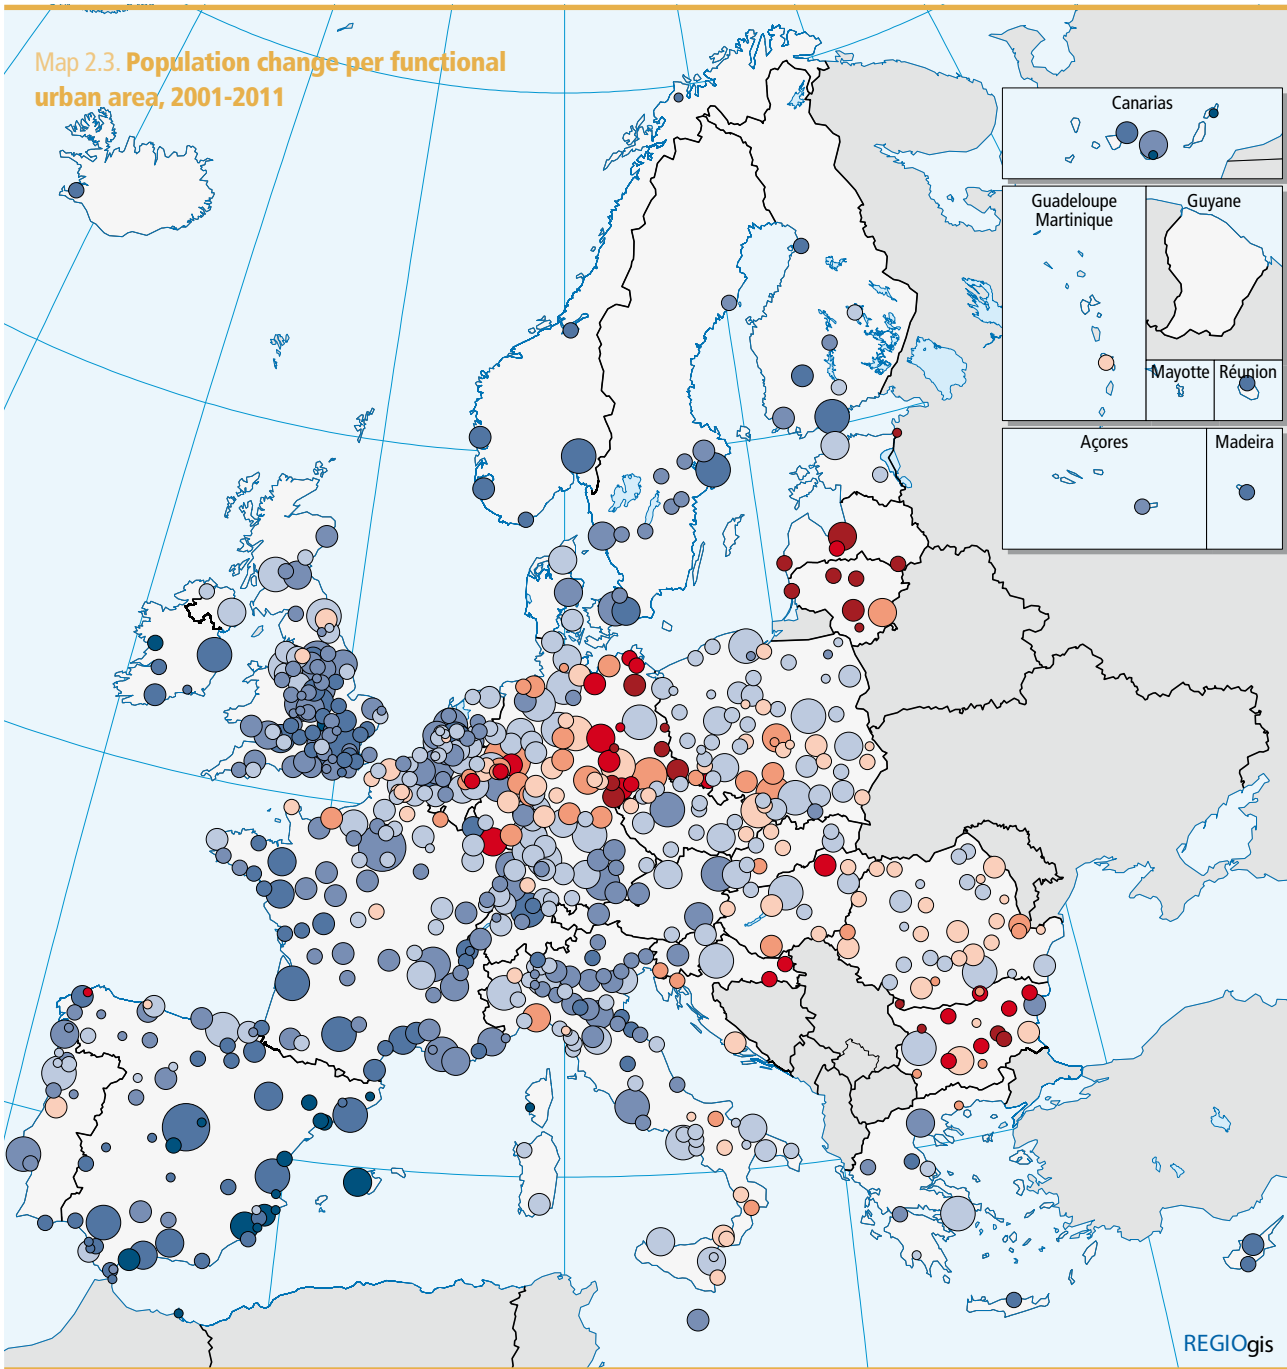 Map 2.3. Population change per functional
urban area, 2001-2011
Canarias
Guadeloupe
Martinique
Guyane
Mayotte
Réunion
Açores
Madeira
REGIOgis